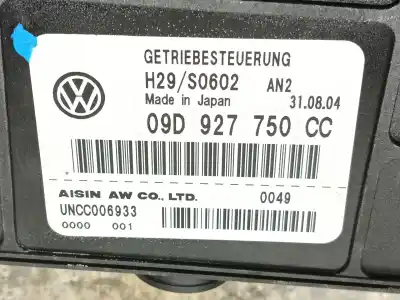 GETRIEBESTEUERUNG
H29/S0602 AN2
Made in Japan 31.08.04
09D 927 750 CC
AISIN AW CO., LTD. 0049
UNCC006933
0000 001